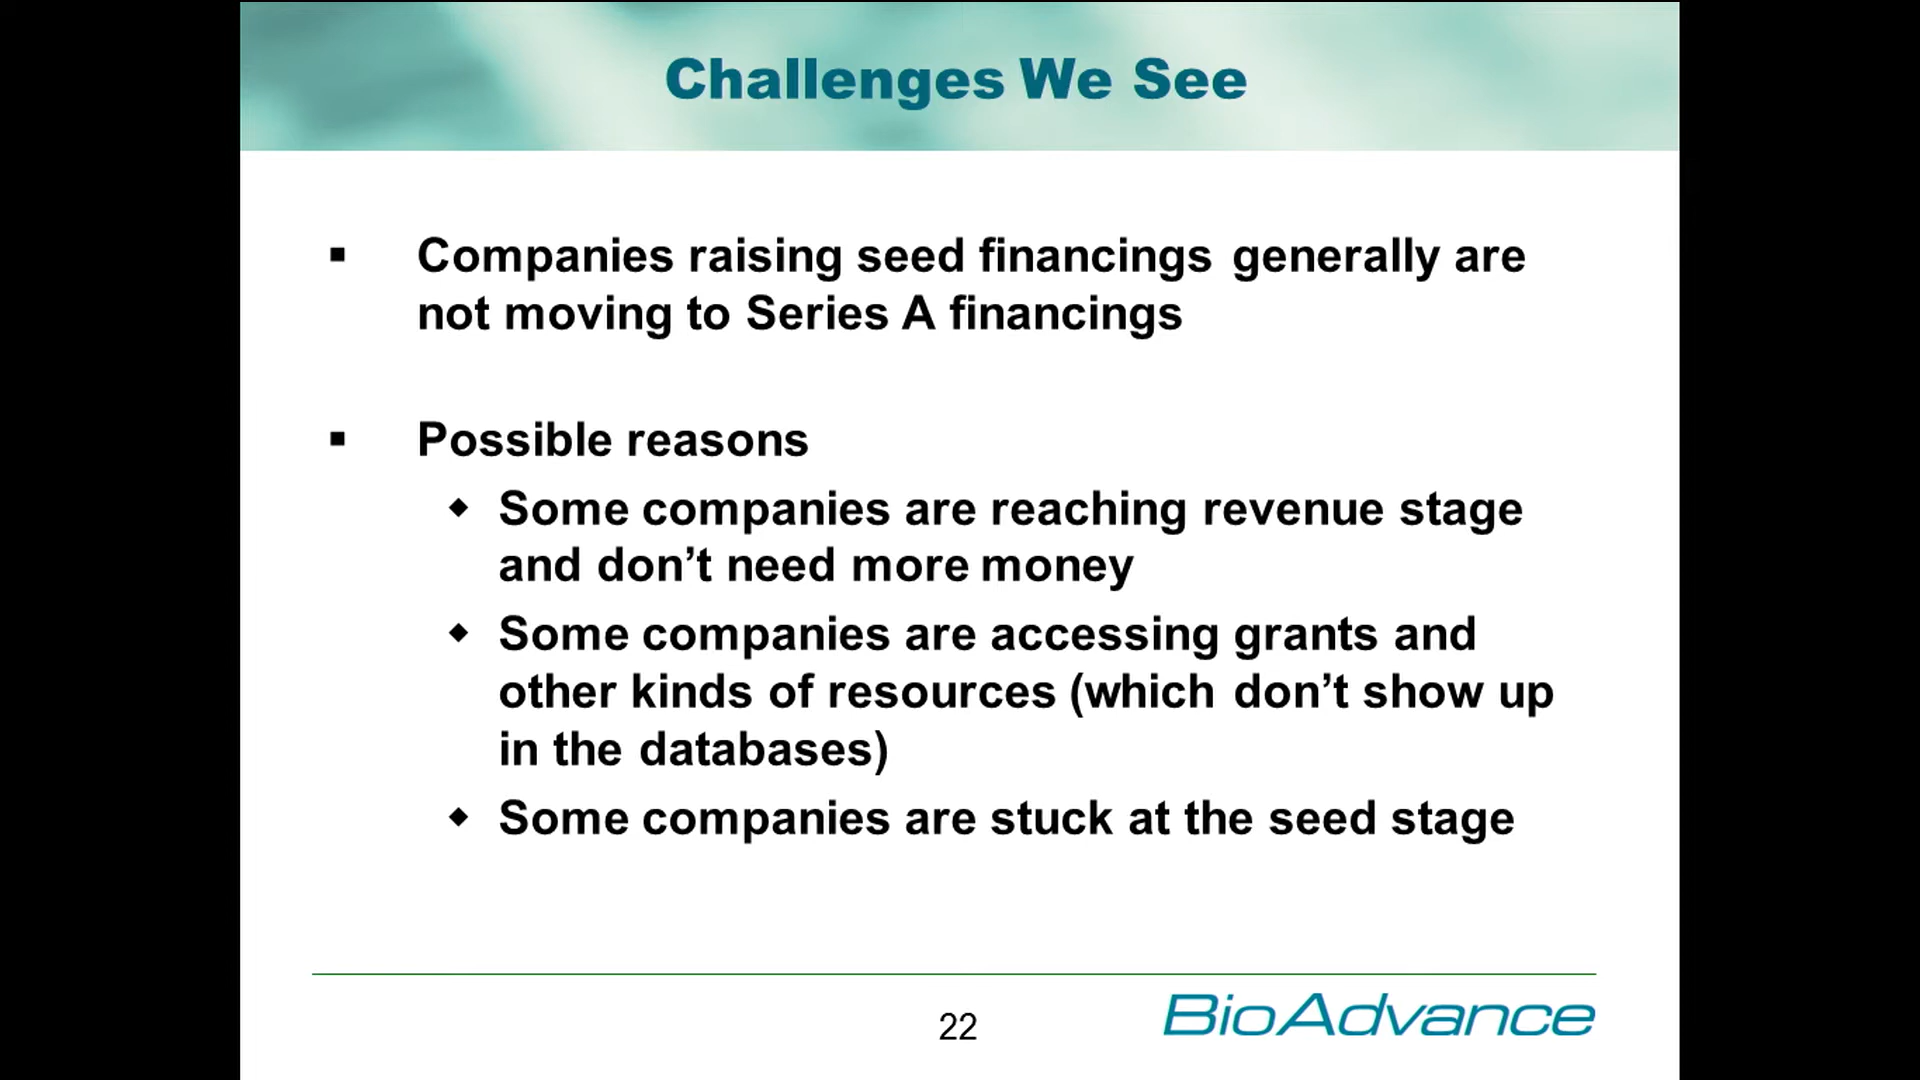 Challenges We See
▪ Companies raising seed financings generally are
not moving to Series A financings
▪ Possible reasons
◆ Some companies are reaching revenue stage
and don’t need more money
◆ Some companies are accessing grants and
other kinds of resources (which don’t show up
in the databases)
◆ Some companies are stuck at the seed stage
22
BioAdvance